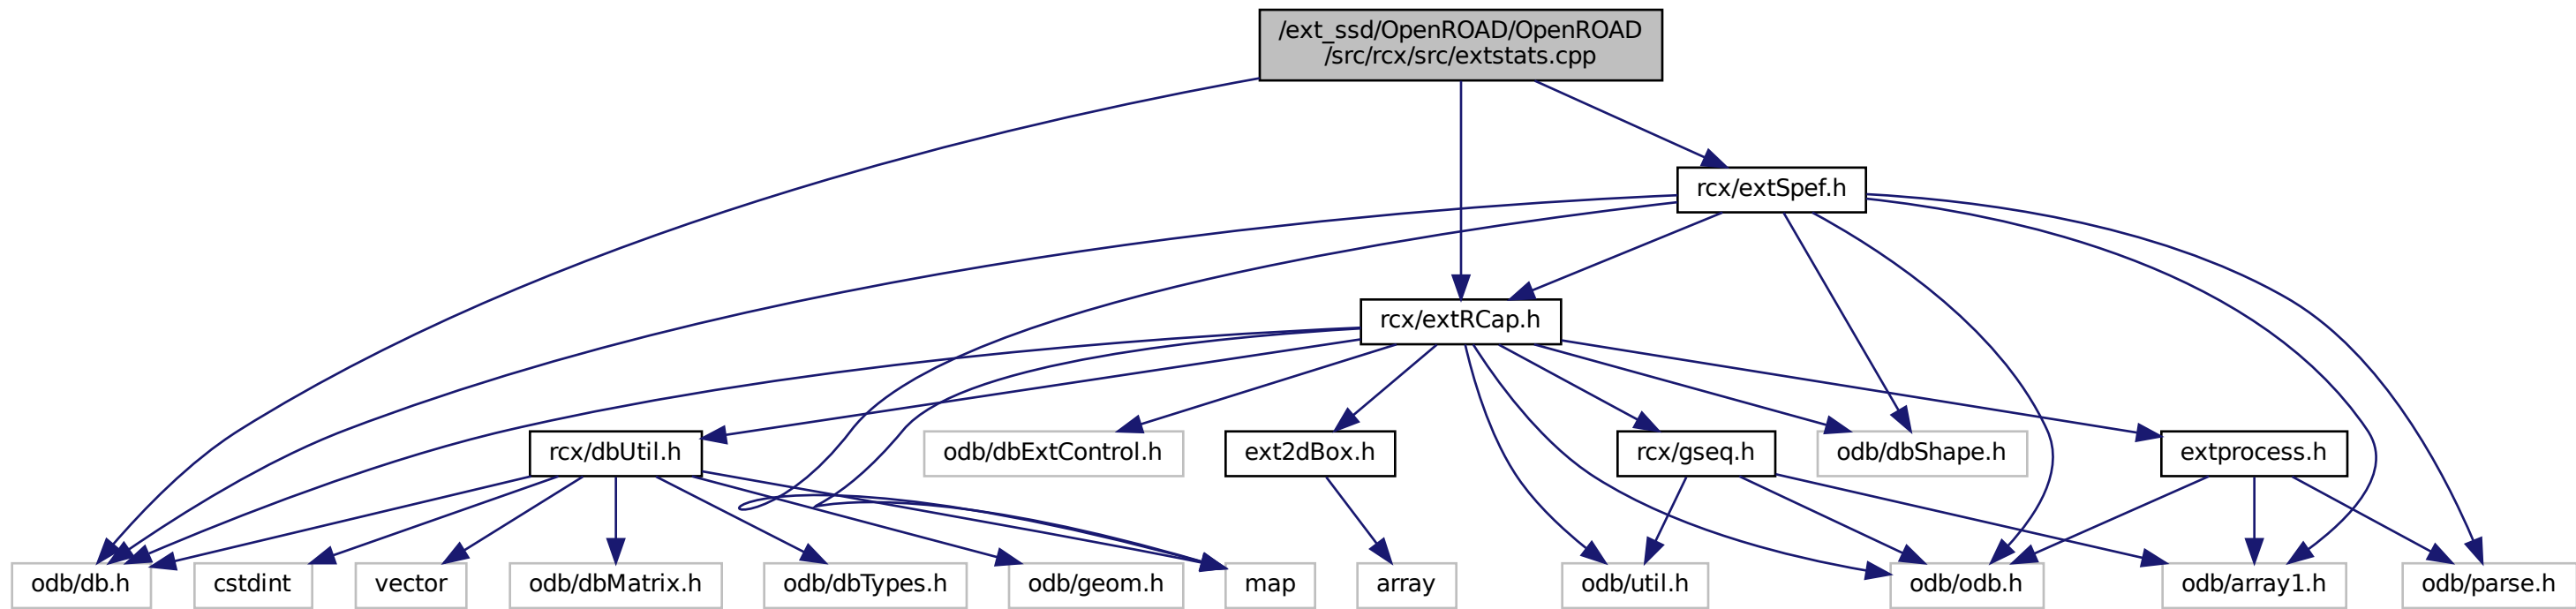 /ext_ssd/OpenROAD/OpenROAD
/src/rcx/src/extstats.cpp
rcx/extSpef.h
rcx/extRCap.h
rcx/dbUtil.h
odb/dbExtControl.h
ext2dBox.h
rcx/gseq.h
odb/dbShape.h
extprocess.h
odb/db.h
cstdint
vector
odb/dbMatrix.h
odb/dbTypes.h
odb/geom.h
map
array
odb/util.h
odb/odb.h
odb/array1.h
odb/parse.h